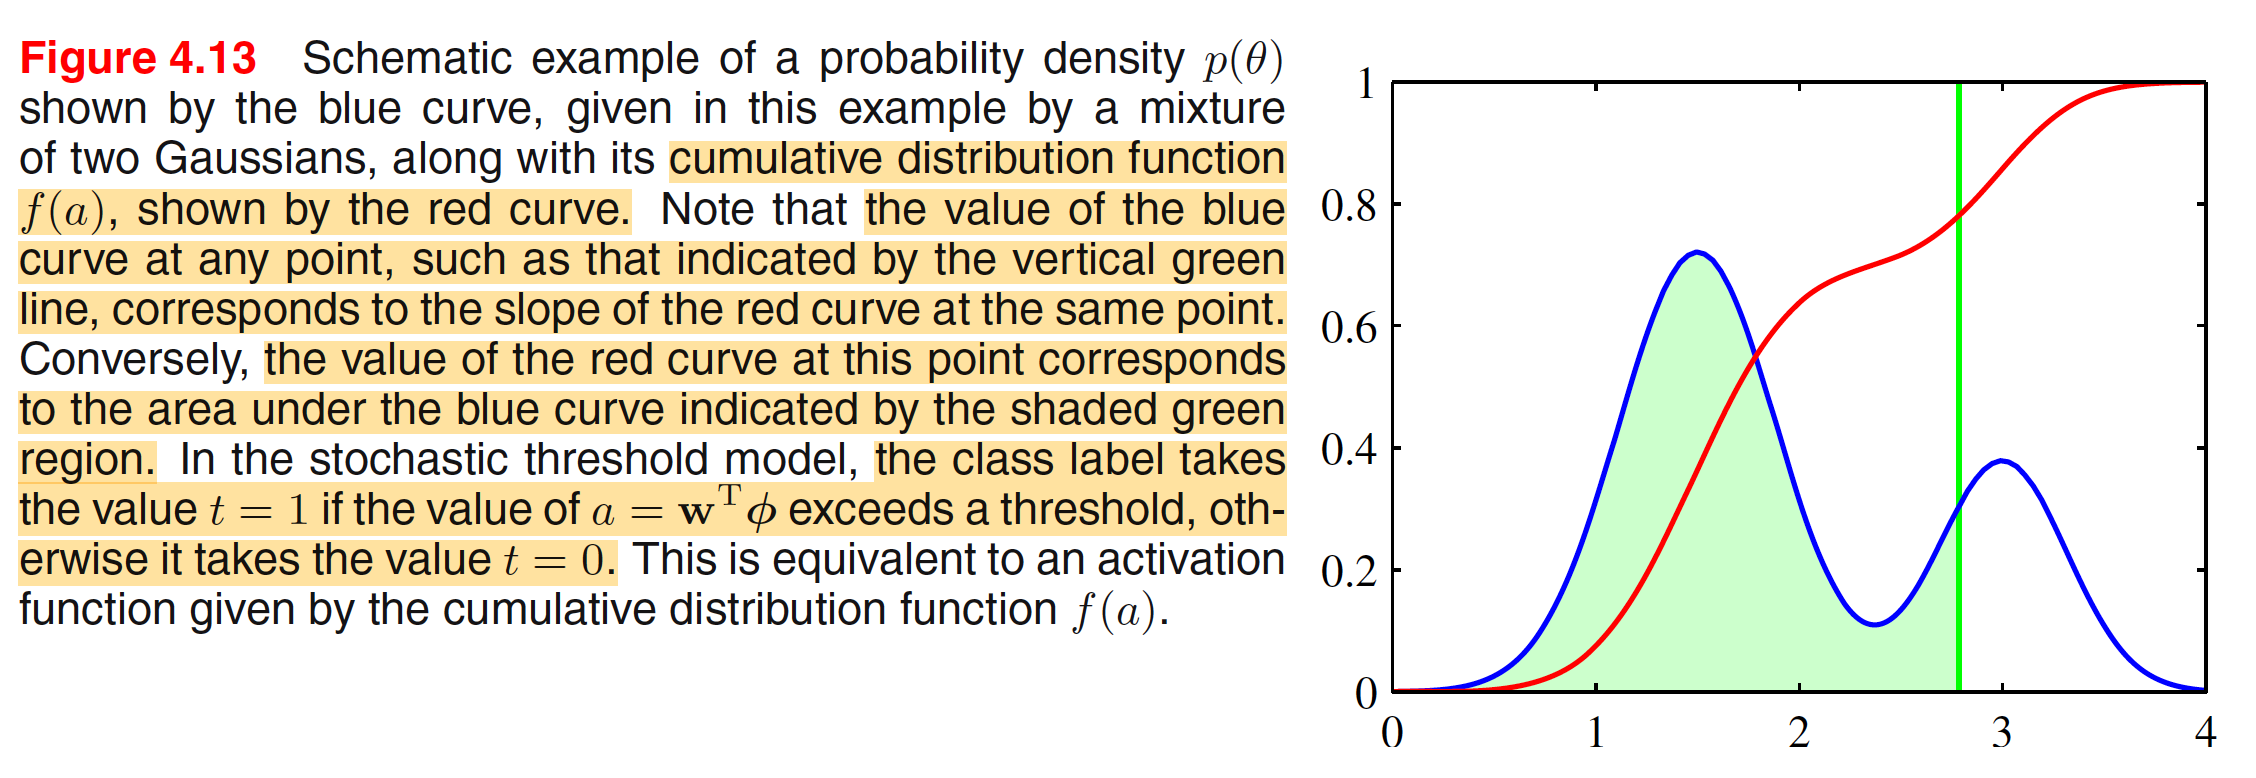 Figure 4.13 Schematic example of a probability density p(θ)
shown by the blue curve, given in this example by a mixture
of two Gaussians, along with its cumulative distribution function
f(a), shown by the red curve. Note that the value of the blue
curve at any point, such as that indicated by the vertical green
line, corresponds to the slope of the red curve at the same point.
Conversely, the value of the red curve at this point corresponds
to the area under the blue curve indicated by the shaded green
region. In the stochastic threshold model, the class label takes
the value t = 1 if the value of a = wᵀϕ exceeds a threshold, oth-
erwise it takes the value t = 0. This is equivalent to an activation
function given by the cumulative distribution function f(a).
1
0.8
0.6
0.4
0.2
0
0 1 2 3 4